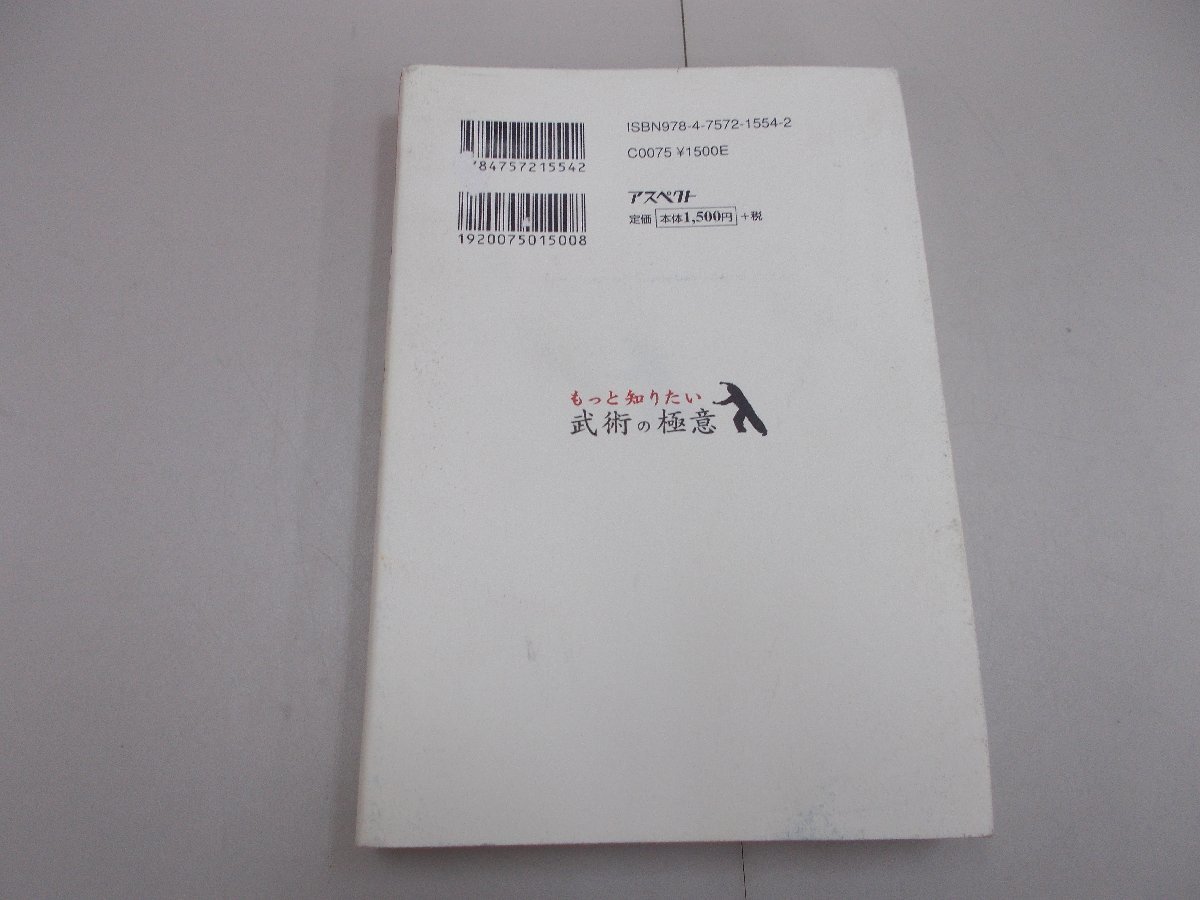 ISBN978-4-7572-1554-2
C0075 ¥1500E
84757215542
アスペクト
定価 本体1,500円 +税
1920075015008
もっと知りたい
武術の極意